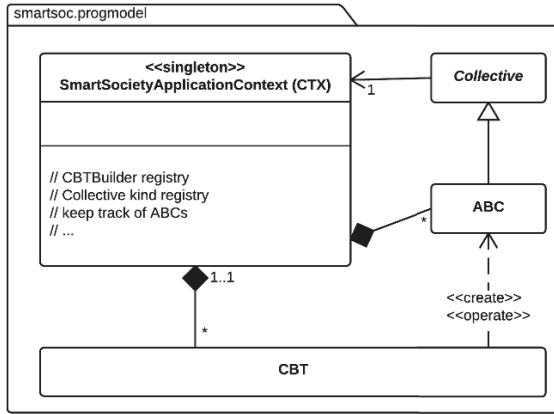 smartsoc.progmodel
<<singleton>>
SmartSocietyApplicationContext (CTX)
Collective
1
// CBTBuilder registry
// Collective kind registry
// keep track of ABCs
// ...
ABC
*
1..1
<<create>>
<<operate>>
*
CBT